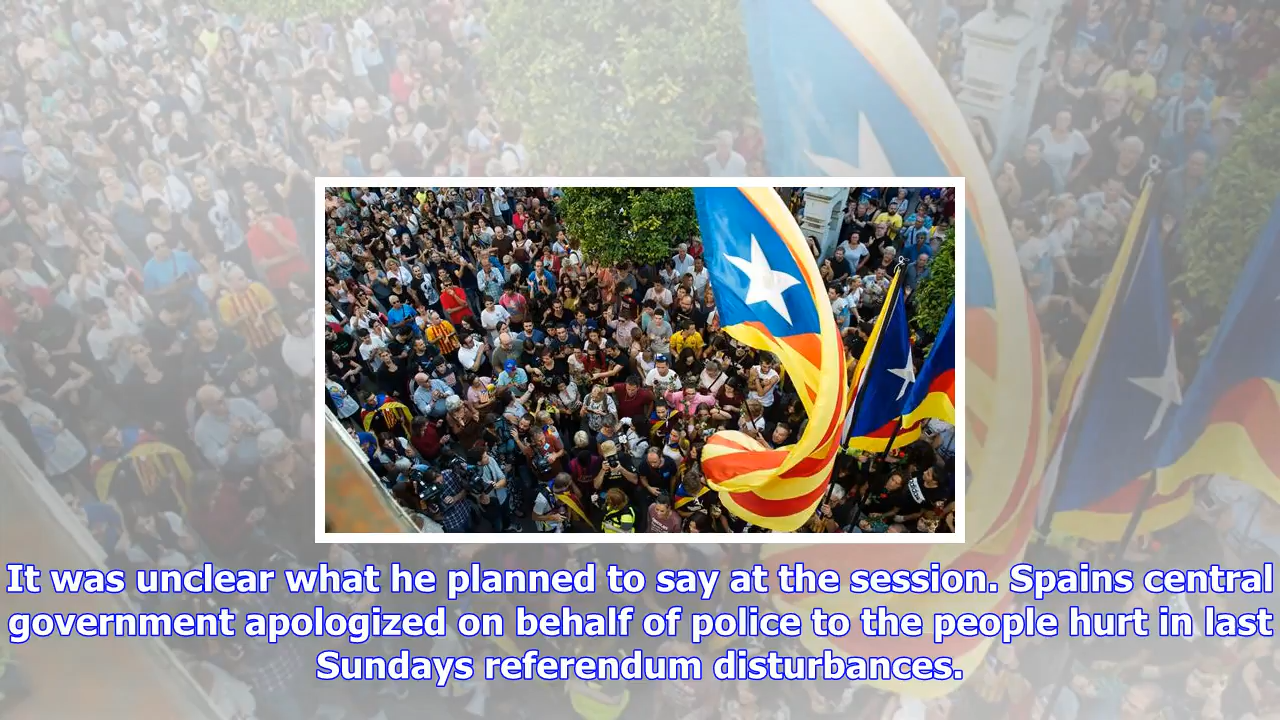 It was unclear what he planned to say at the session. Spains central
government apologized on behalf of police to the people hurt in last
Sundays referendum disturbances.